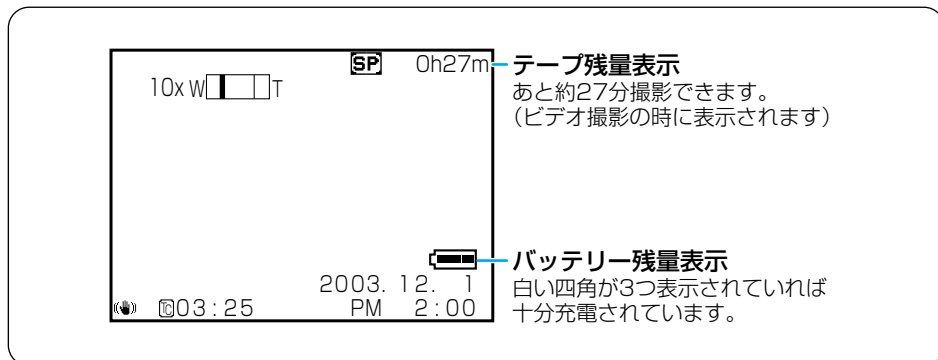 SP 0h27m
10x W T
テープ残量表示
あと約27分撮影できます。
（ビデオ撮影の時に表示されます）
バッテリー残量表示
白い四角が3つ表示されていれば
十分充電されています。
2003. 12. 1
TC 03:25 PM 2:00